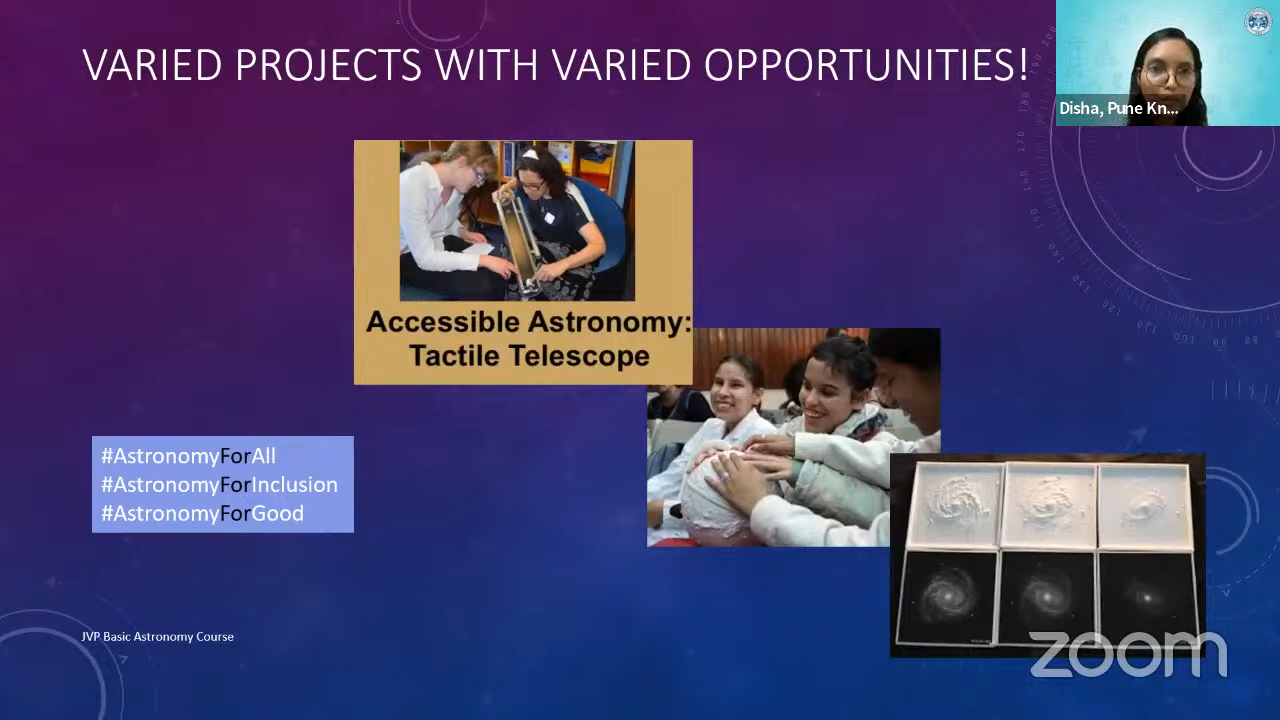 VARIED PROJECTS WITH VARIED OPPORTUNITIES!
Disha, Pune Kn...
Accessible Astronomy:
Tactile Telescope
#AstronomyForAll
#AstronomyForInclusion
#AstronomyForGood
JVP Basic Astronomy Course
zoom